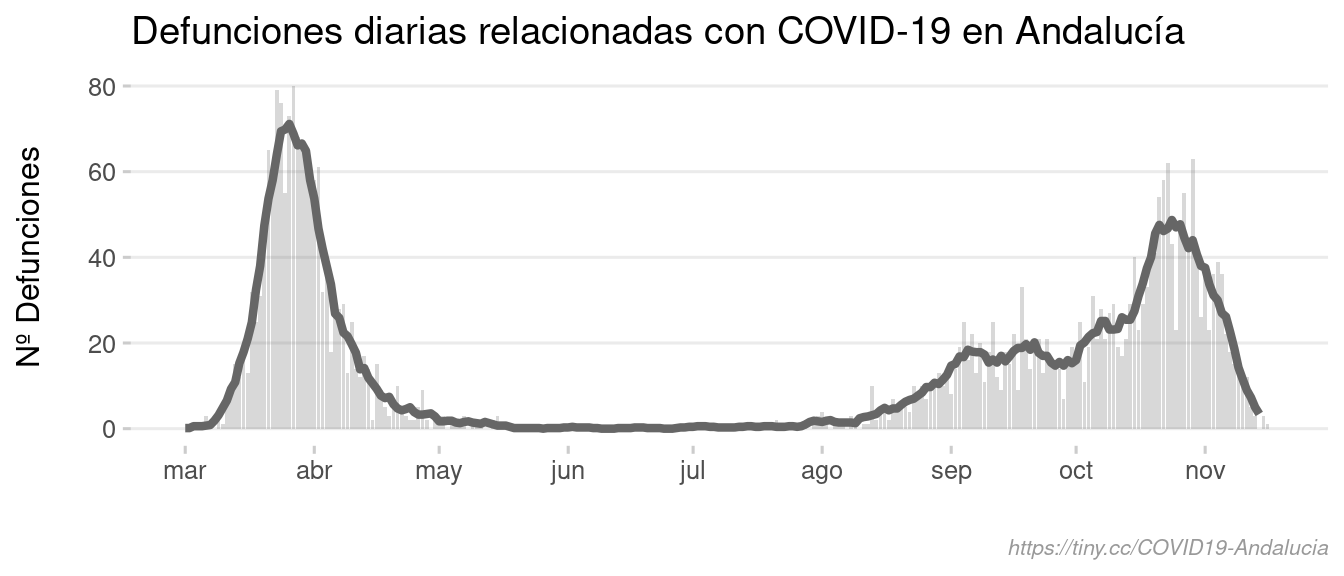 Defunciones diarias relacionadas con COVID-19 en Andalucía
Nº Defunciones
80
60
40
20
0
mar abr may jun jul ago sep oct nov
https://tiny.cc/COVID19-Andalucia